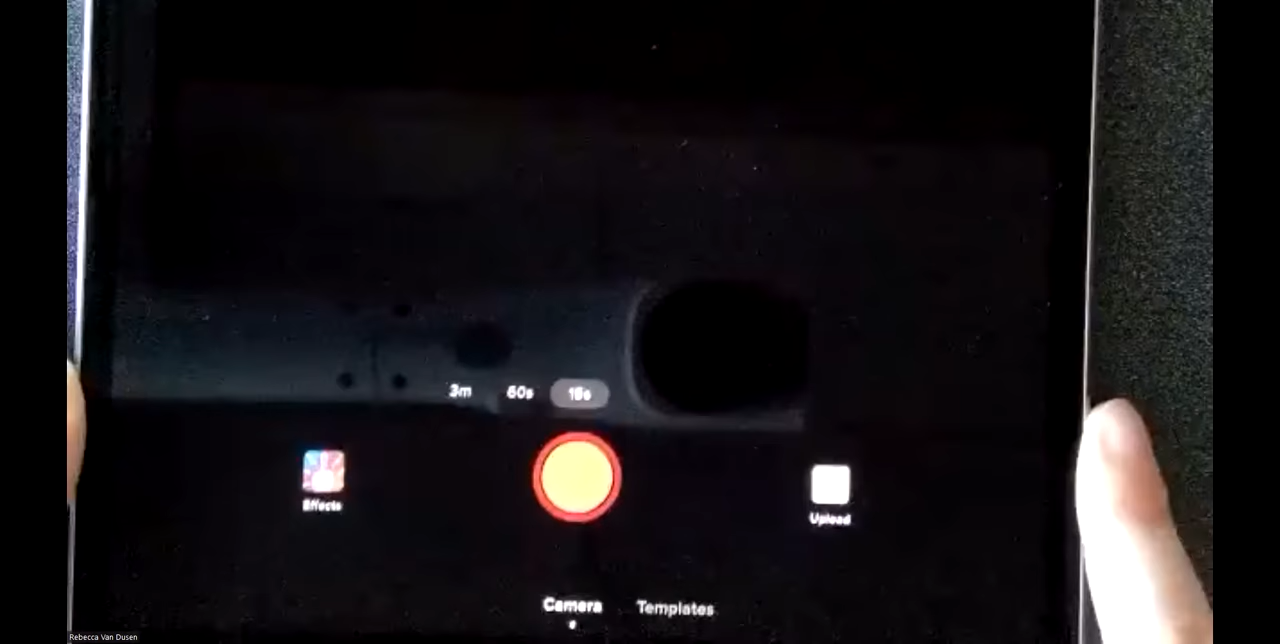 3m 60s 15s
Effects
Upload
Camera Templates
Rebecca Van Dusen